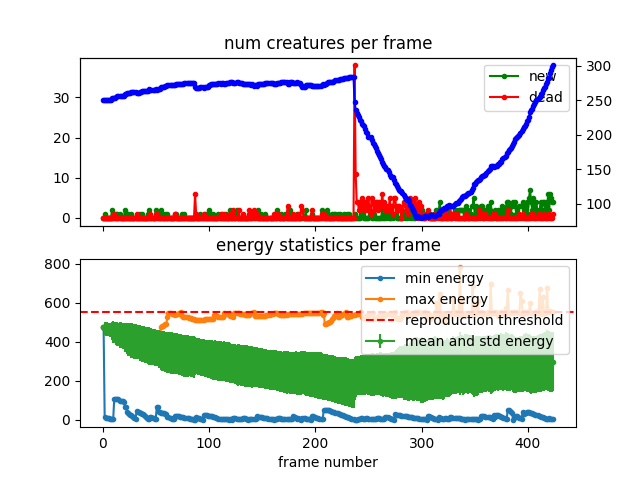 num creatures per frame
new
dead
30
20
10
0
300
250
200
150
100
energy statistics per frame
min energy
max energy
reproduction threshold
mean and std energy
800
600
400
200
0
0
100
200
300
400
frame number